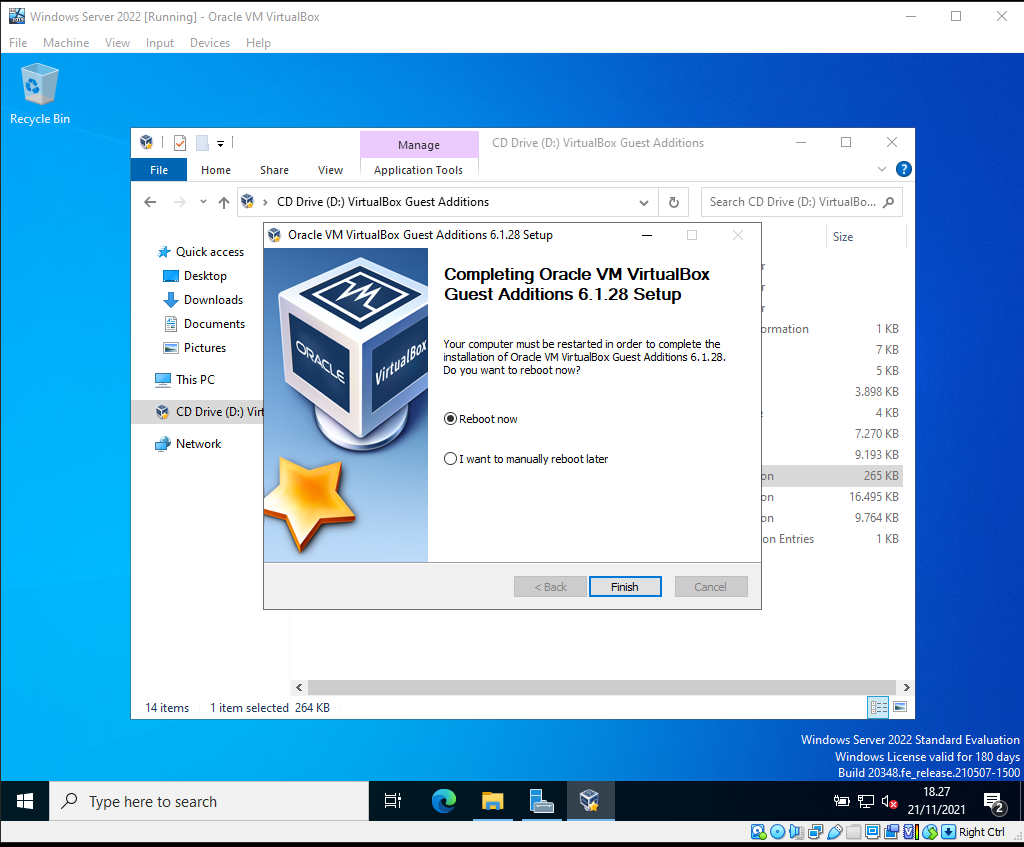 Windows Server 2022 [Running] - Oracle VM VirtualBox
File Machine View Input Devices Help
Recycle Bin
Manage
CD Drive (D:) VirtualBox Guest Additions
File Home Share View Application Tools
CD Drive (D:) VirtualBox Guest Additions
Search CD Drive (D:) VirtualBo...
Oracle VM VirtualBox Guest Additions 6.1.28 Setup
Size
Quick access
Desktop
Downloads
Documents
Pictures
This PC
CD Drive (D:) Virt
Network
ORACLE
VirtualBox
Completing Oracle VM VirtualBox
Guest Additions 6.1.28 Setup
Your computer must be restarted in order to complete the
installation of Oracle VM VirtualBox Guest Additions 6.1.28.
Do you want to reboot now?
Reboot now
I want to manually reboot later
< Back Finish Cancel
r
r
r
ormation 1 KB
7 KB
5 KB
3.898 KB
4 KB
7.270 KB
9.193 KB
on 265 KB
on 16.495 KB
on 9.764 KB
on Entries 1 KB
14 items 1 item selected 264 KB
Windows Server 2022 Standard Evaluation
Windows License valid for 180 days
Build 20348.fe_release.210507-1500
Type here to search
18.27
21/11/2021
2
Right Ctrl